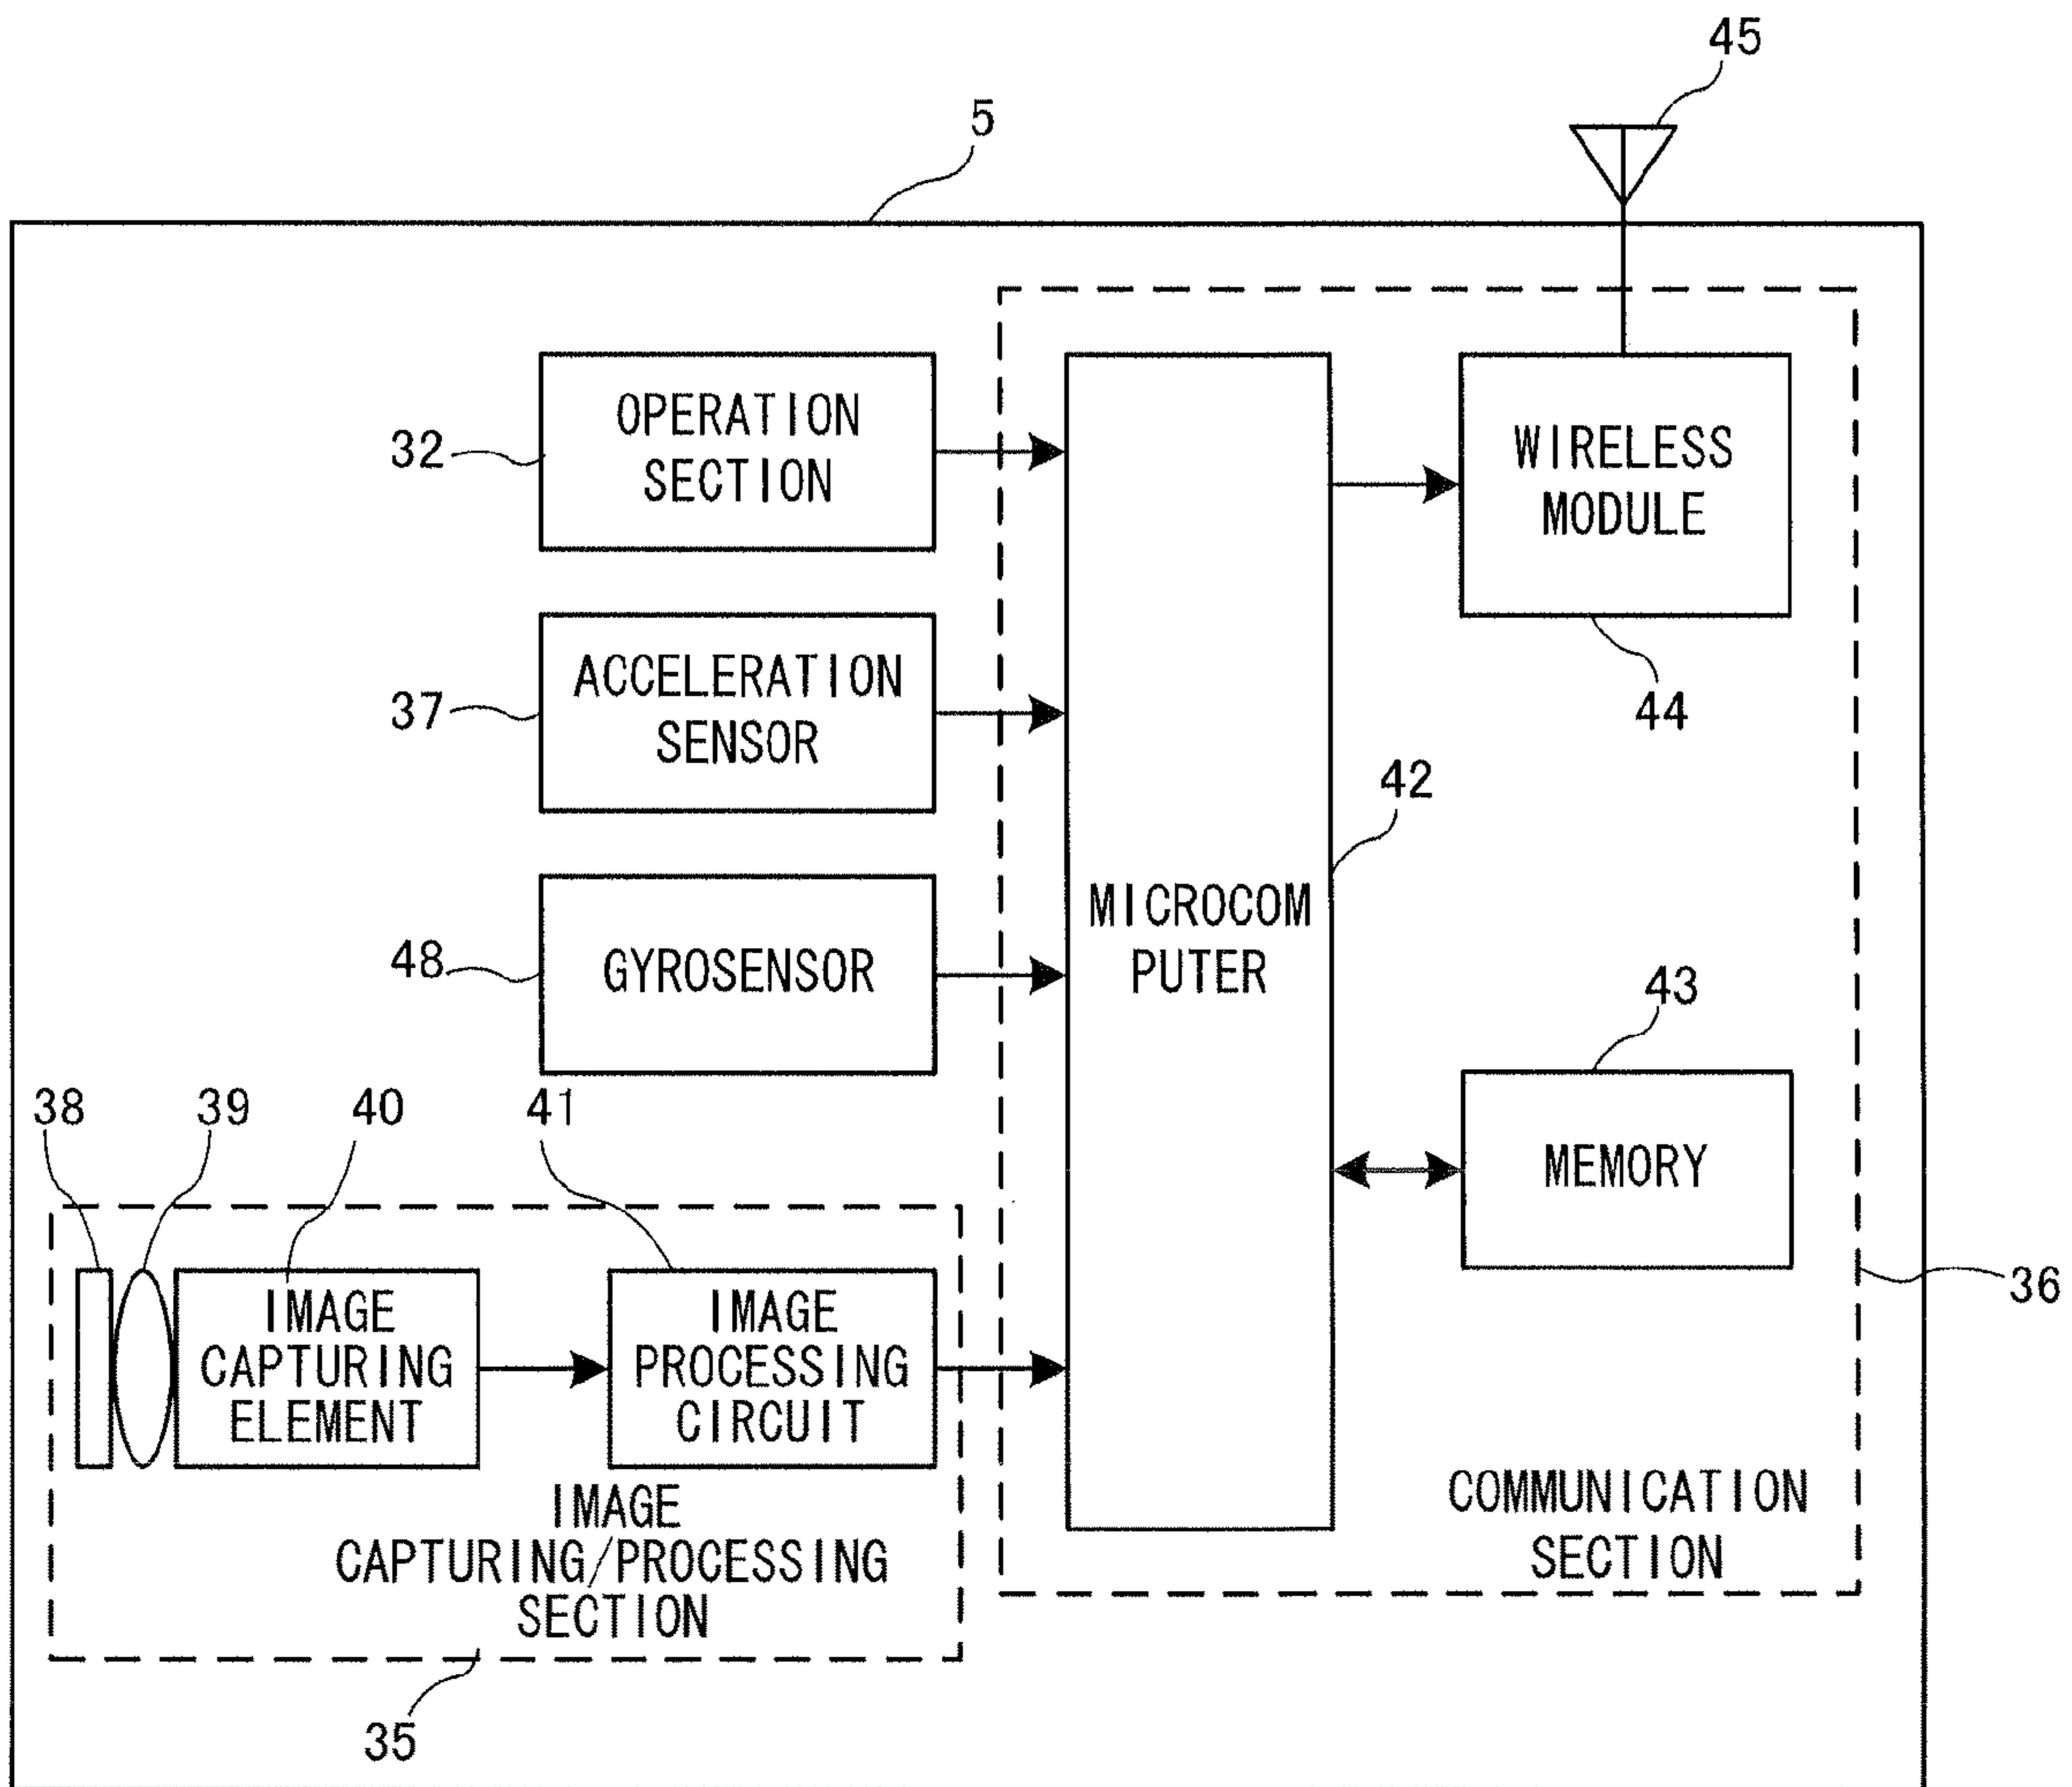 45
5
OPERATION
SECTION
32
WIRELESS
MODULE
44
ACCELERATION
SENSOR
37
42
MICROCOM
PUTER
GYROSENSOR
48
43
MEMORY
38
39
40
41
IMAGE
CAPTURING
ELEMENT
IMAGE
PROCESSING
CIRCUIT
36
IMAGE
CAPTURING/PROCESSING
SECTION
COMMUNICATION
SECTION
35